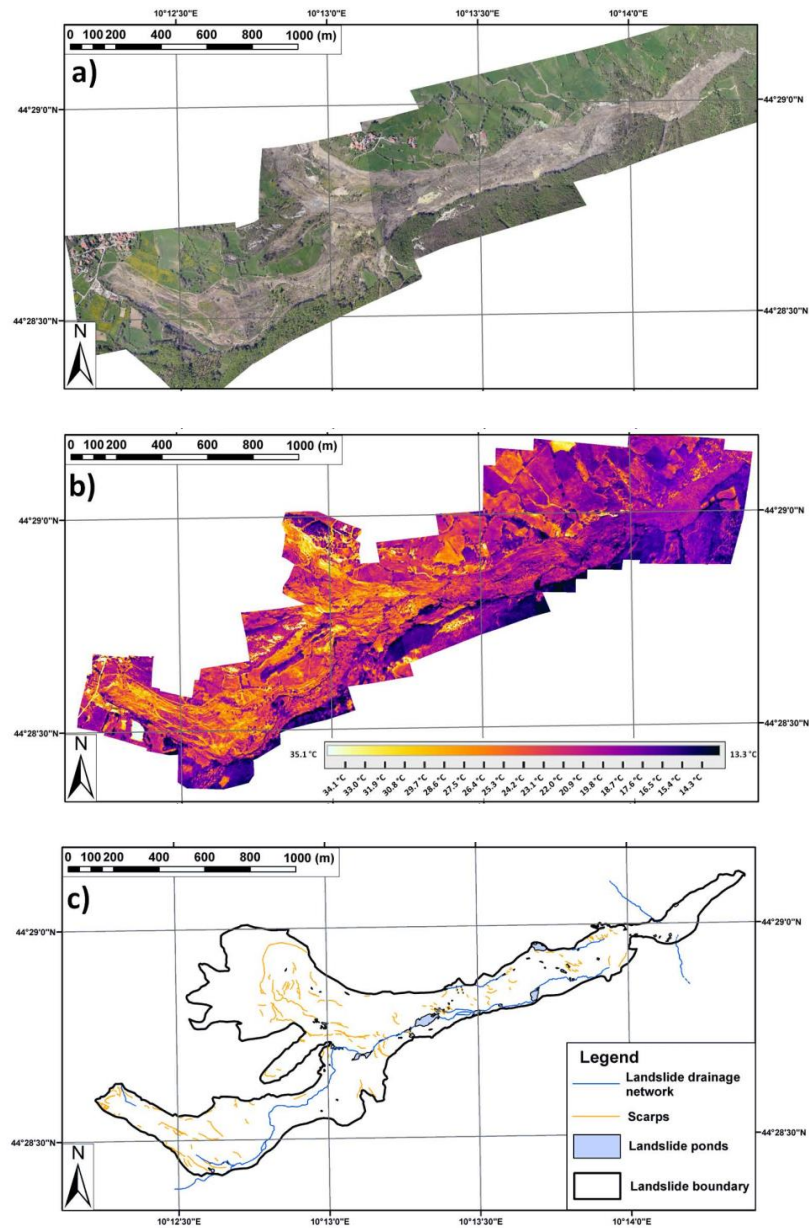 10°12'30"E 10°13'0"E 10°13'30"E 10°14'0"E
0 100 200 400 600 800 1000 (m)
a)
44°29'0"N 44°29'0"N
44°28'30"N 44°28'30"N
N
0 100 200 400 600 800 1000 (m)
b)
44°29'0"N 44°29'0"N
44°28'30"N 44°28'30"N
N
35.1 °C 13.3 °C
34.1 °C 33.0 °C 31.9 °C 30.8 °C 29.7 °C 28.6 °C 27.5 °C 26.4 °C 25.3 °C 24.2 °C 23.1 °C 22.0 °C 20.9 °C 19.8 °C 18.7 °C 17.6 °C 16.5 °C 15.4 °C 14.3 °C
0 100 200 400 600 800 1000 (m)
c)
44°29'0"N 44°29'0"N
44°28'30"N 44°28'30"N
N
Legend
Landslide drainage
network
Scarps
Landslide ponds
Landslide boundary
10°12'30"E 10°13'0"E 10°13'30"E 10°14'0"E